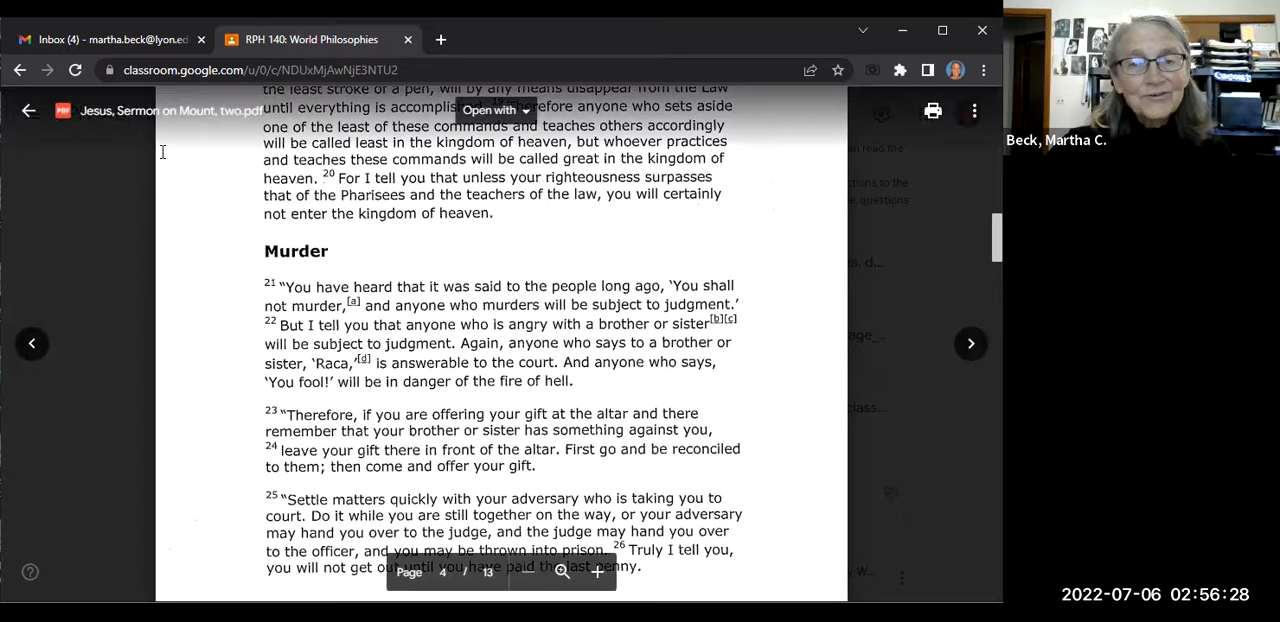 Inbox (4) - martha.beck@lyon.ed
RPH 140: World Philosophies
classroom.google.com/u/0/c/NDUxMjAwNjE3NTU2
Jesus, Sermon on Mount, two.pdf
Open with
the least stroke of a pen, will by any means disappear from the Law
until everything is accomplished. 19 Therefore anyone who sets aside
one of the least of these commands and teaches others accordingly
will be called least in the kingdom of heaven, but whoever practices
and teaches these commands will be called great in the kingdom of
heaven. 20 For I tell you that unless your righteousness surpasses
that of the Pharisees and the teachers of the law, you will certainly
not enter the kingdom of heaven.
Murder
21 “You have heard that it was said to the people long ago, ‘You shall
not murder,[a] and anyone who murders will be subject to judgment.’
22 But I tell you that anyone who is angry with a brother or sister[b][c]
will be subject to judgment. Again, anyone who says to a brother or
sister, ‘Raca,’[d] is answerable to the court. And anyone who says,
‘You fool!’ will be in danger of the fire of hell.
23 “Therefore, if you are offering your gift at the altar and there
remember that your brother or sister has something against you,
24 leave your gift there in front of the altar. First go and be reconciled
to them; then come and offer your gift.
25 “Settle matters quickly with your adversary who is taking you to
court. Do it while you are still together on the way, or your adversary
may hand you over to the judge, and the judge may hand you over
to the officer, and you may be thrown into prison. 26 Truly I tell you,
you will not get out until you have paid the last penny.
Page 4 / 13
can read the
ctions to the
questions
s. d...
age_...
class...
y W...
Beck, Martha C.
2022-07-06 02:56:28